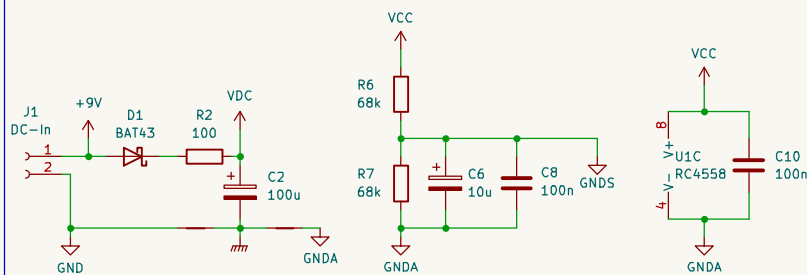 J1
DC-In
1
2
+9V
D1
BAT43
R2
100
VDC
C2
100u
GND
GNDA
VCC
R6
68k
R7
68k
C6
10u
C8
100n
GNDS
GNDA
VCC
8
V+
U1C
RC4558
V-
4
C10
100n
GNDA
+
+